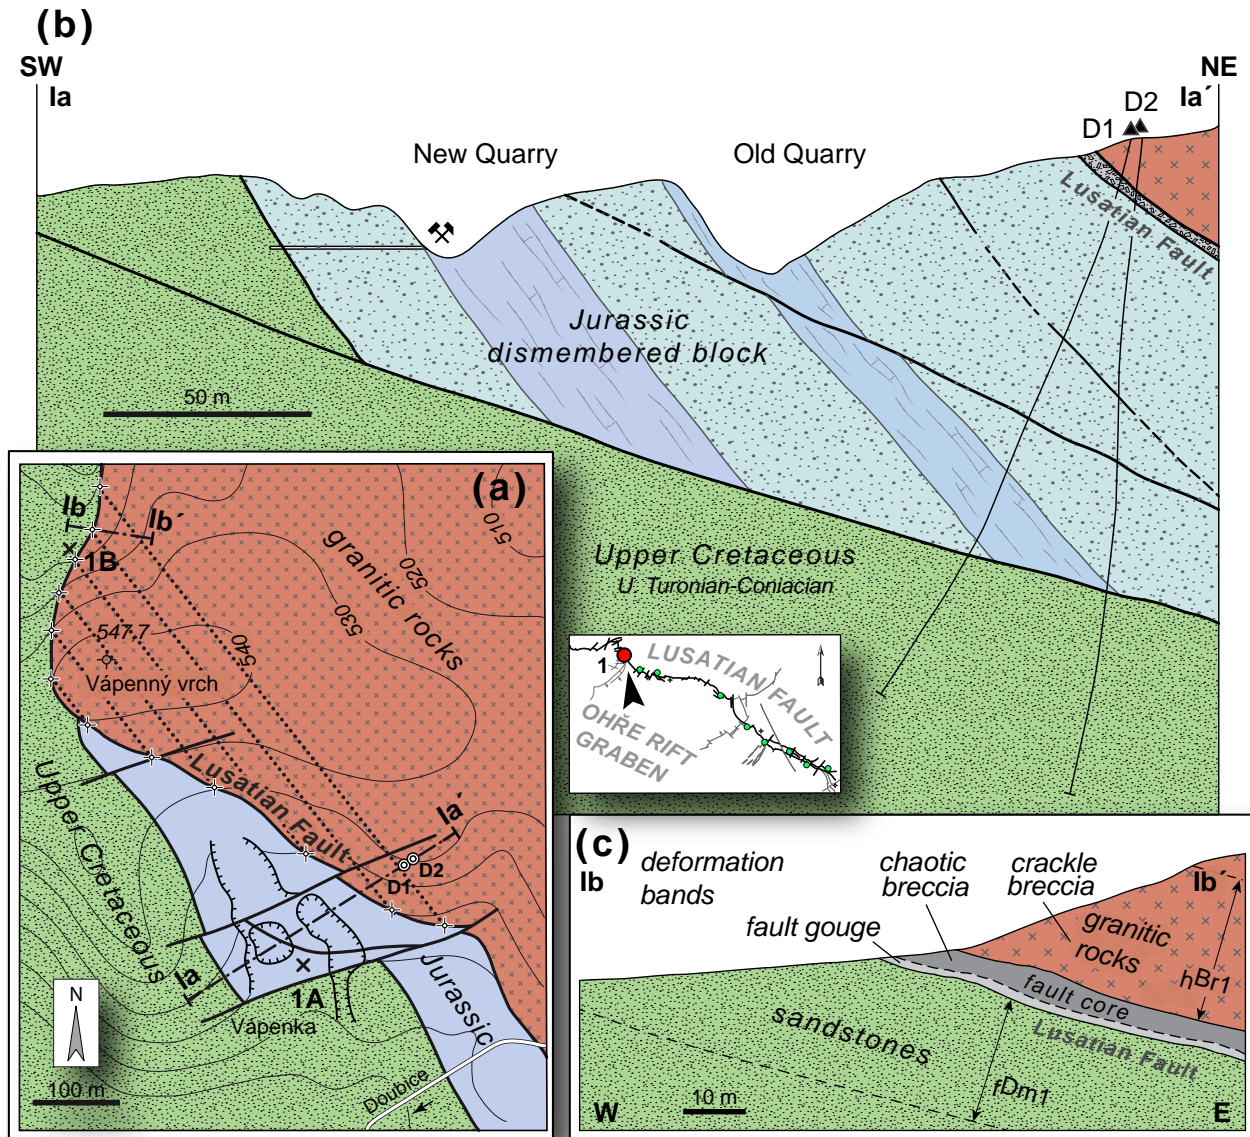 (b)
SW
NE
Ia
Ia´
D2
D1
New Quarry
Old Quarry
Lusatian Fault
Jurassic
dismembered block
50 m
Upper Cretaceous
U. Turonian-Coniacian
(a)
Ib
Ib´
1B
granitic rocks
510
520
530
540
547.7
Vápenný vrch
Lusatian Fault
Upper Cretaceous
Ia´
D2
D1
Ia
1A
Vápenka
Jurassic
N
100 m
Doubice
1
LUSATIAN FAULT
OHŘE RIFT
GRABEN
(c)
Ib
Ib´
deformation
bands
chaotic
breccia
crackle
breccia
fault gouge
granitic
rocks
hBr1
fault core
Lusatian Fault
sandstones
fDm1
10 m
W
E